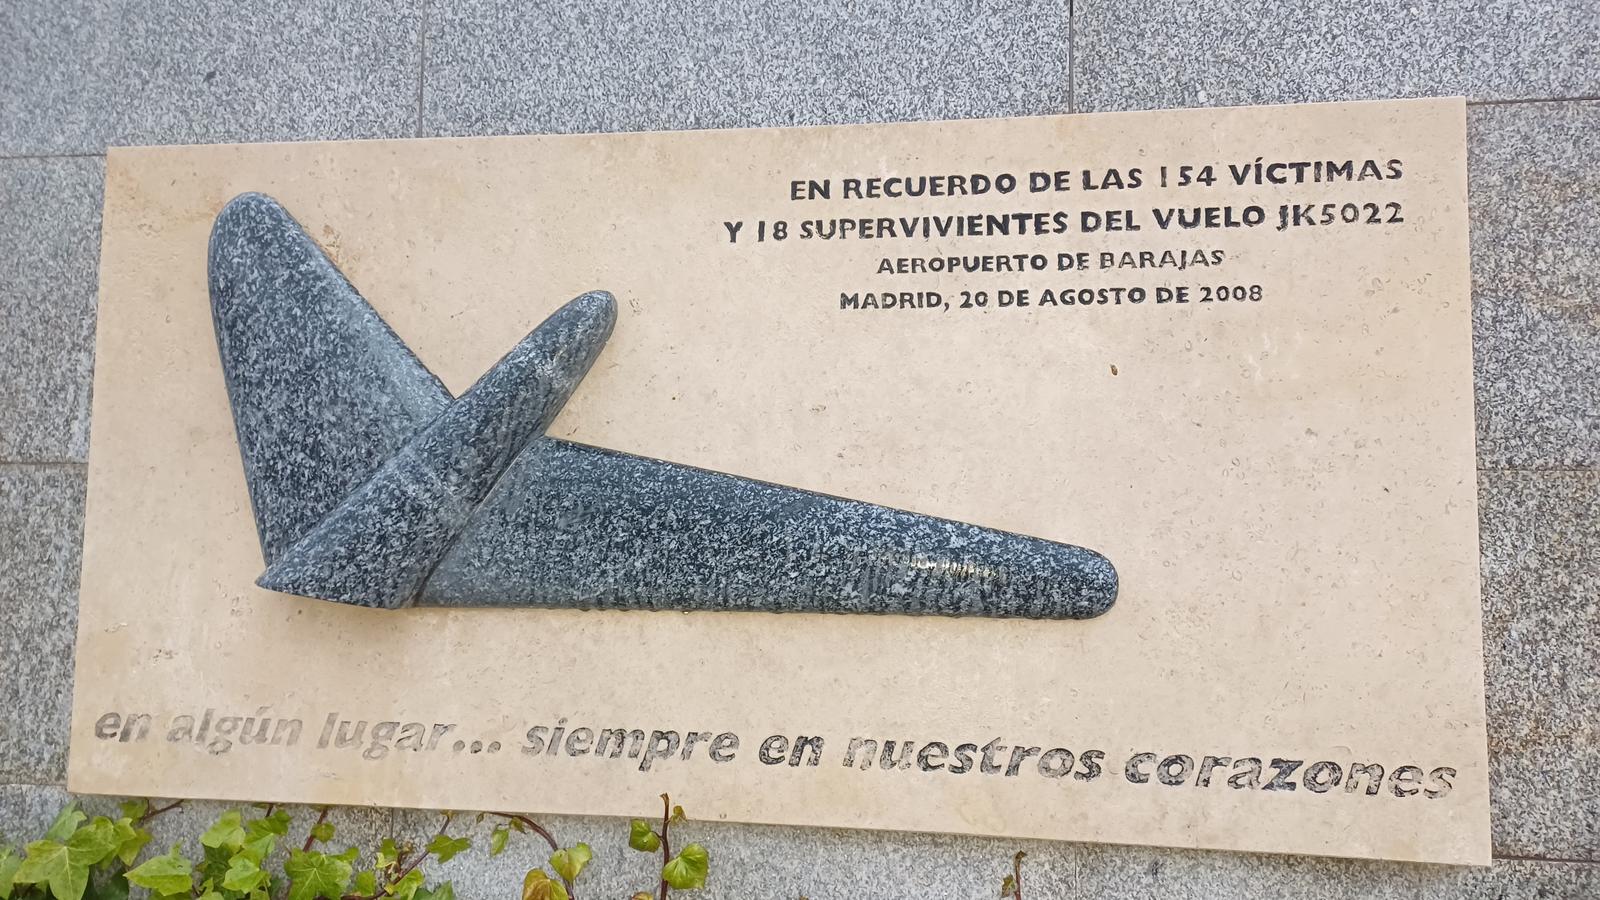 EN RECUERDO DE LAS 154 VÍCTIMAS
Y 18 SUPERVIVIENTES DEL VUELO JK5022
AEROPUERTO DE BARAJAS
MADRID, 20 DE AGOSTO DE 2008
en algún lugar... siempre en nuestros corazones